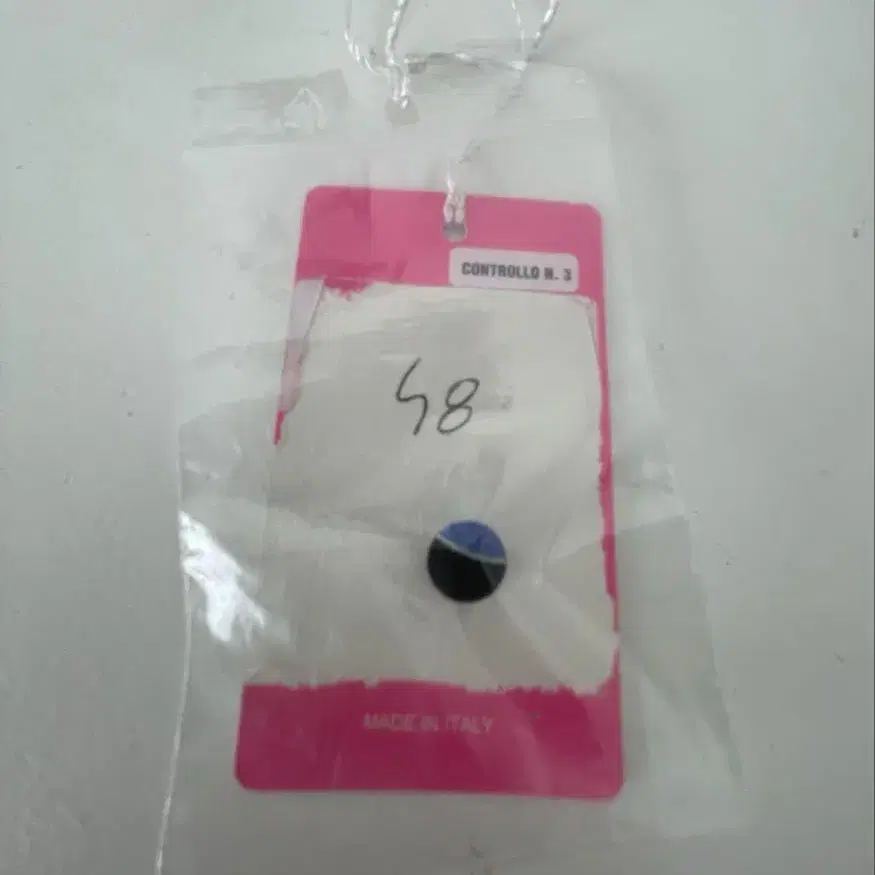 CONTROLLO N. 3
48
MADE IN ITALY